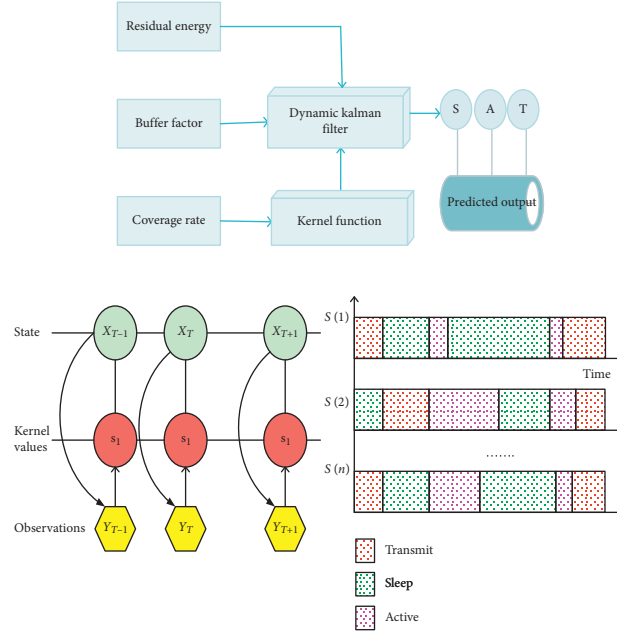 Residual energy
Buffer factor
Dynamic kalman
filter
S A T
Coverage rate
Kernel function
Predicted output
State
X_{T–1} X_T X_{T+1}
Kernel
values
s_1 s_1 s_1
Observations
Y_{T–1} Y_T Y_{T+1}
S (1)
Time
S (2)
.......
S (n)
Transmit
Sleep
Active